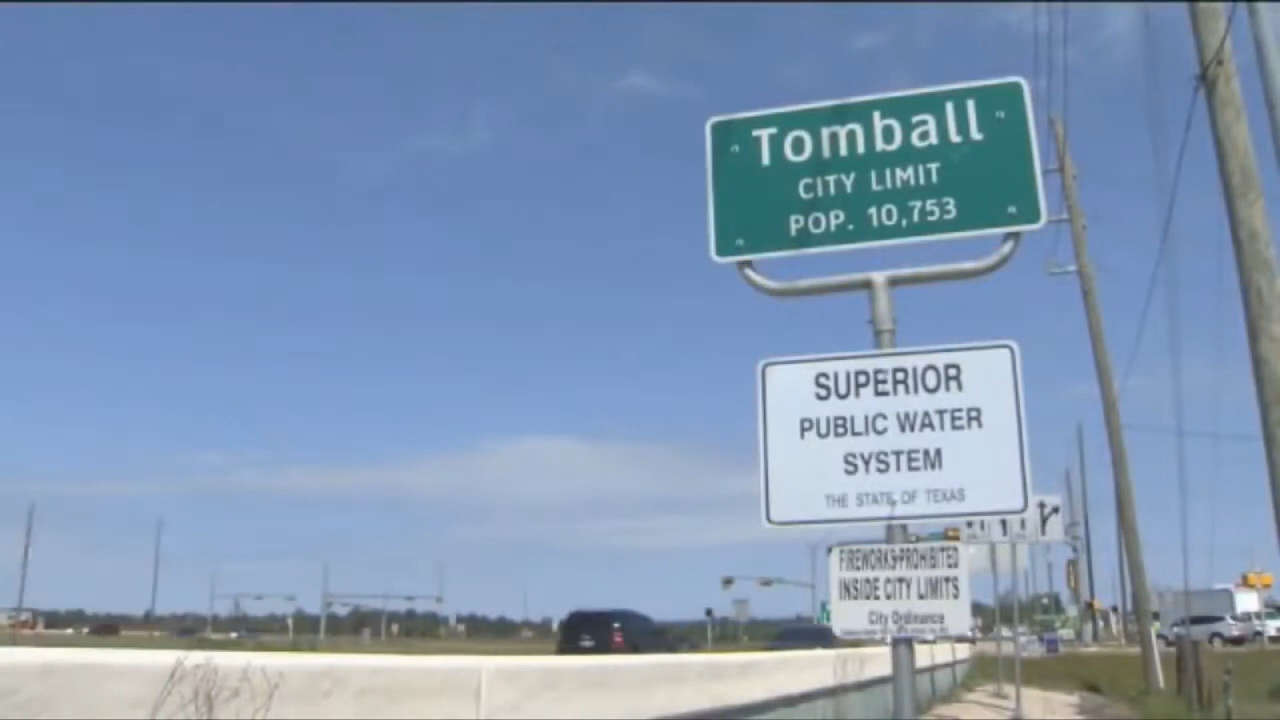 Tomball
CITY LIMIT
POP. 10,753
SUPERIOR
PUBLIC WATER
SYSTEM
THE STATE OF TEXAS
FIREWORKS PROHIBITED
INSIDE CITY LIMITS
City Ordinance